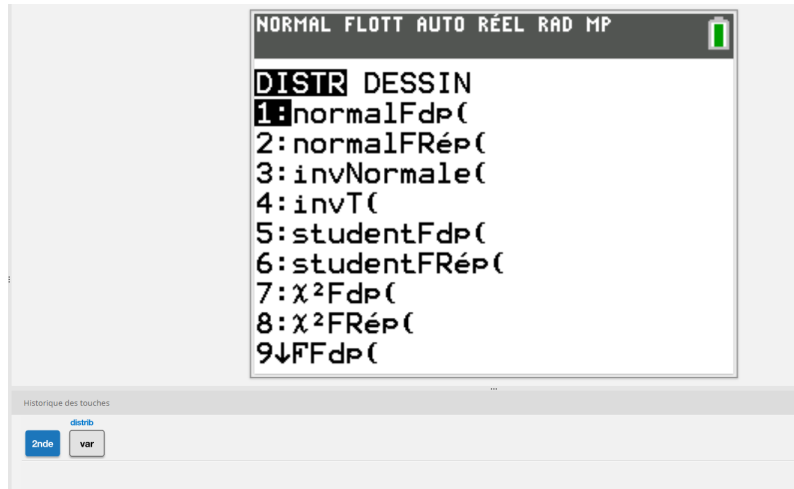 NORMAL FLOTT AUTO RÉEL RAD MP
DISTR DESSIN
1:normalFdp(
2:normalFRép(
3:invNormale(
4:invT(
5:studentFdp(
6:studentFRép(
7:χ²Fdp(
8:χ²FRép(
9↓FFdp(
Historique des touches
distrib
2nde var